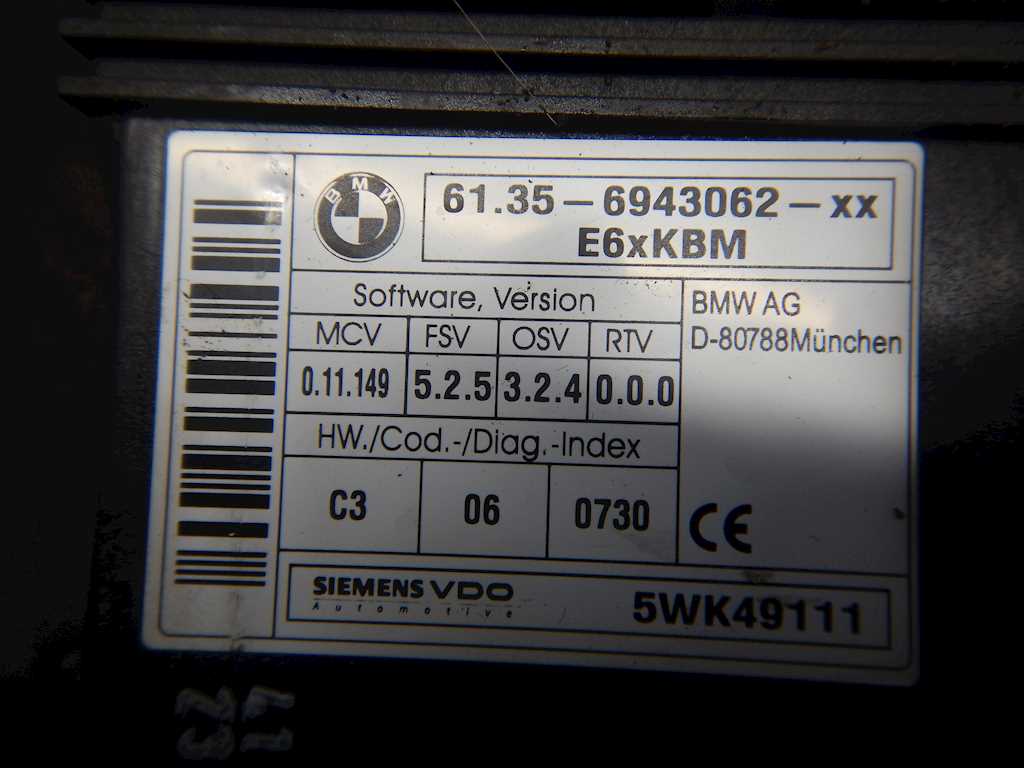 BMW
61.35-6943062-xx
E6xKBM
Software, Version
MCV FSV OSV RTV
0.11.149 5.2.5 3.2.4 0.0.0
BMW AG
D-80788München
HW./Cod.-/Diag.-Index
C3 06 0730
CE
SIEMENS VDO
Automotive
5WK49111